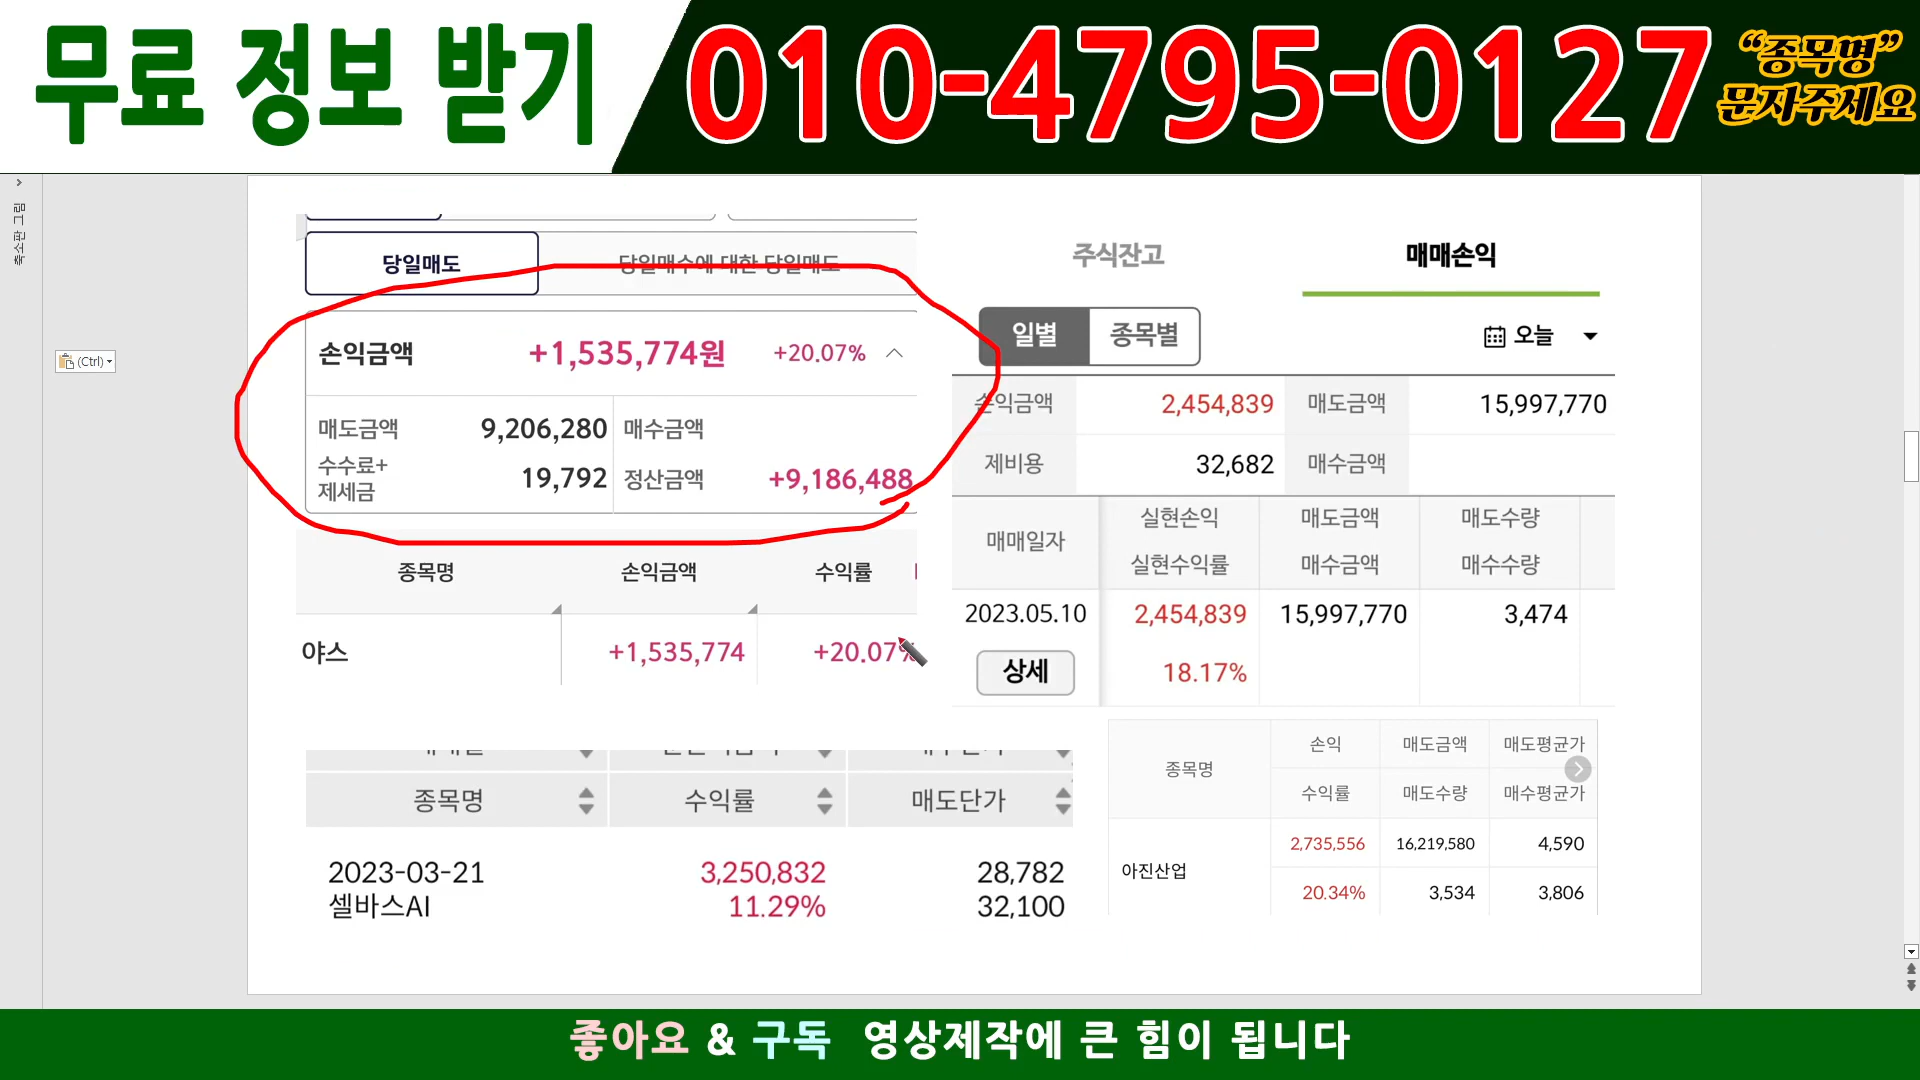 무료 정보 받기
010-4795-0127
“종목명”
문자주세요
축소판 그림
(Ctrl)
당일매도
당일매수에 대한 당일매도
손익금액 +1,535,774원 +20.07%
매도금액 9,206,280 매수금액
수수료+
제세금 19,792 정산금액 +9,186,488
종목명 손익금액 수익률
야스 +1,535,774 +20.07%
주식잔고 매매손익
일별 종목별 오늘
손익금액 2,454,839 매도금액 15,997,770
제비용 32,682 매수금액
매매일자 실현손익 매도금액 매도수량
실현수익률 매수금액 매수수량
2023.05.10 2,454,839 15,997,770 3,474
상세 18.17%
종목명 수익률 매도단가
2023-03-21 3,250,832 28,782
셀바스AI 11.29% 32,100
종목명 손익 매도금액 매도평균가
수익률 매도수량 매수평균가
아진산업 2,735,556 16,219,580 4,590
20.34% 3,534 3,806
좋아요 & 구독 영상제작에 큰 힘이 됩니다